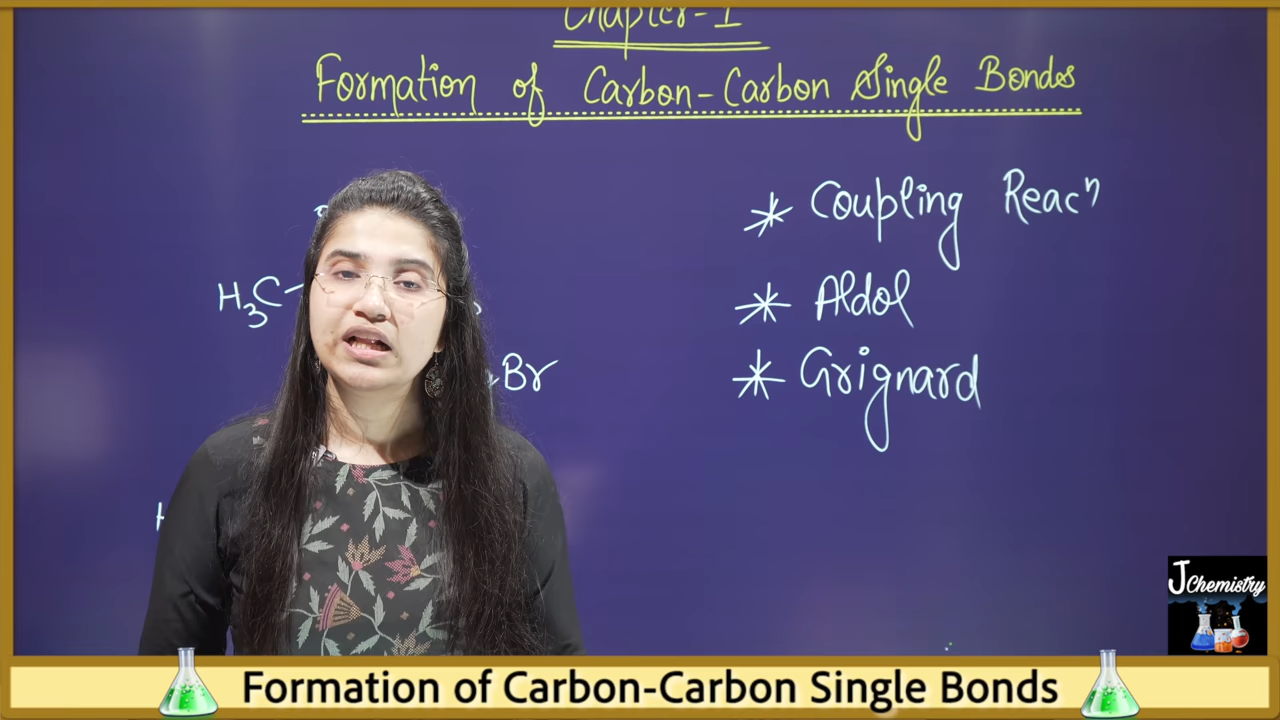 Chapter-1
Formation of Carbon-Carbon Single Bonds
* Coupling Reacⁿ
H₃C
* Aldol
Br
* Grignard
J Chemistry
Formation of Carbon-Carbon Single Bonds